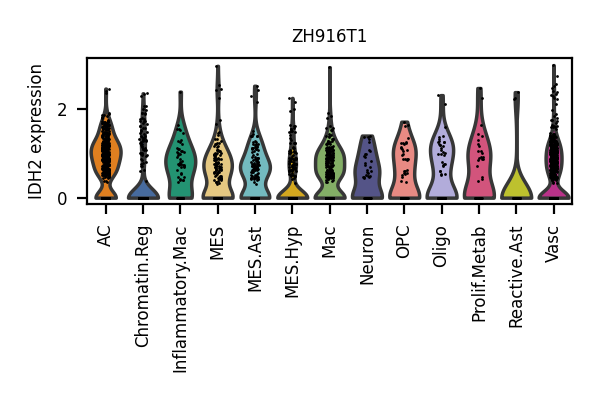 ZH916T1
IDH2 expression
2
0
AC
Chromatin.Reg
Inflammatory.Mac
MES
MES.Ast
MES.Hyp
Mac
Neuron
OPC
Oligo
Prolif.Metab
Reactive.Ast
Vasc